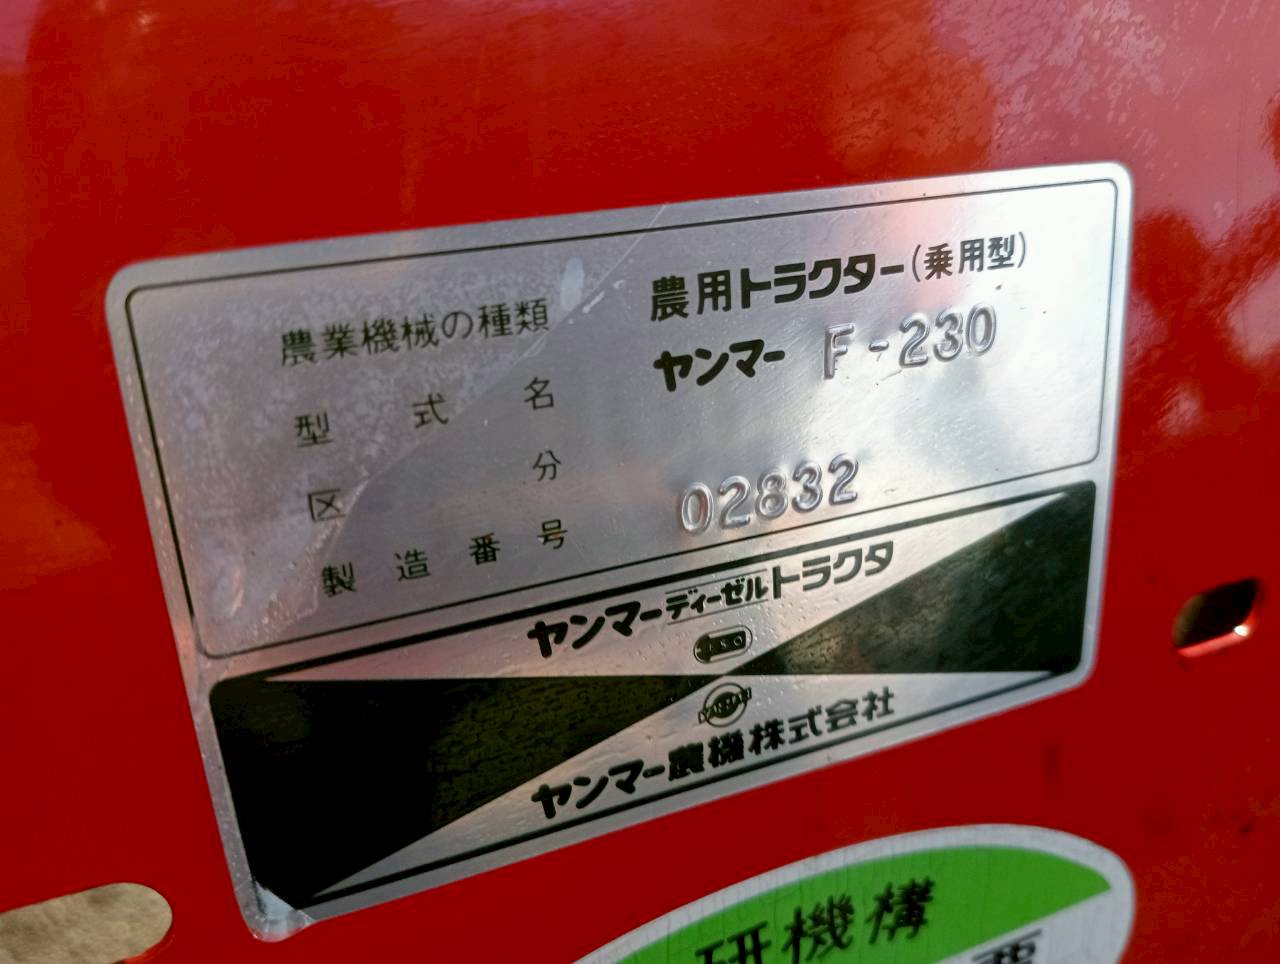 農業機械の種類 農用トラクター(乗用型)
型式名 ヤンマー F-230
区分
製造番号 02832
ヤンマーディーゼルトラクタ
YANMAR
ヤンマー農機株式会社
研機構